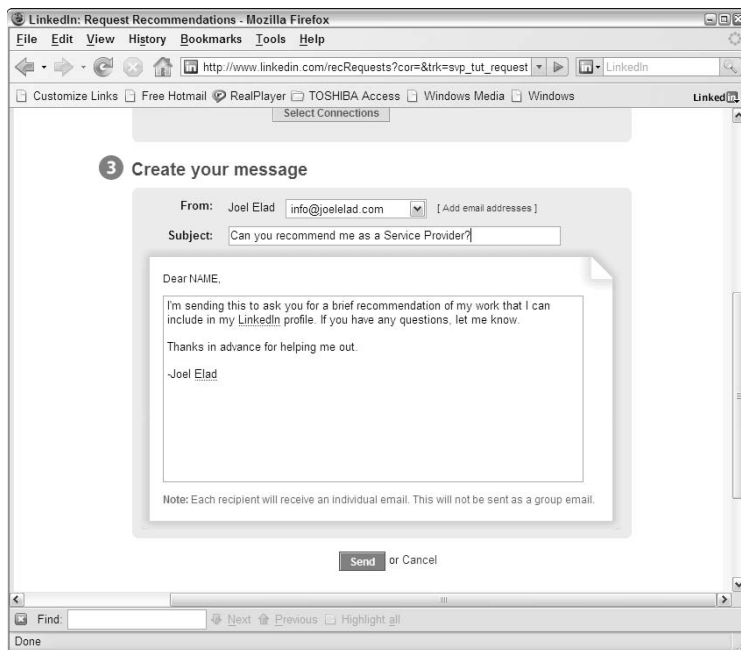 LinkedIn: Request Recommendations - Mozilla Firefox
File Edit View History Bookmarks Tools Help
http://www.linkedin.com/recRequests?cor=&trk=svp_tut_request LinkedIn
Customize Links Free Hotmail RealPlayer TOSHIBA Access Windows Media Windows LinkedIn
Select Connections
3 Create your message
From: Joel Elad info@joelelad.com [ Add email addresses ]
Subject: Can you recommend me as a Service Provider?
Dear NAME,
I'm sending this to ask you for a brief recommendation of my work that I can
include in my LinkedIn profile. If you have any questions, let me know.
Thanks in advance for helping me out.
-Joel Elad
Note: Each recipient will receive an individual email. This will not be sent as a group email.
Send or Cancel
Find: Next Previous Highlight all
Done